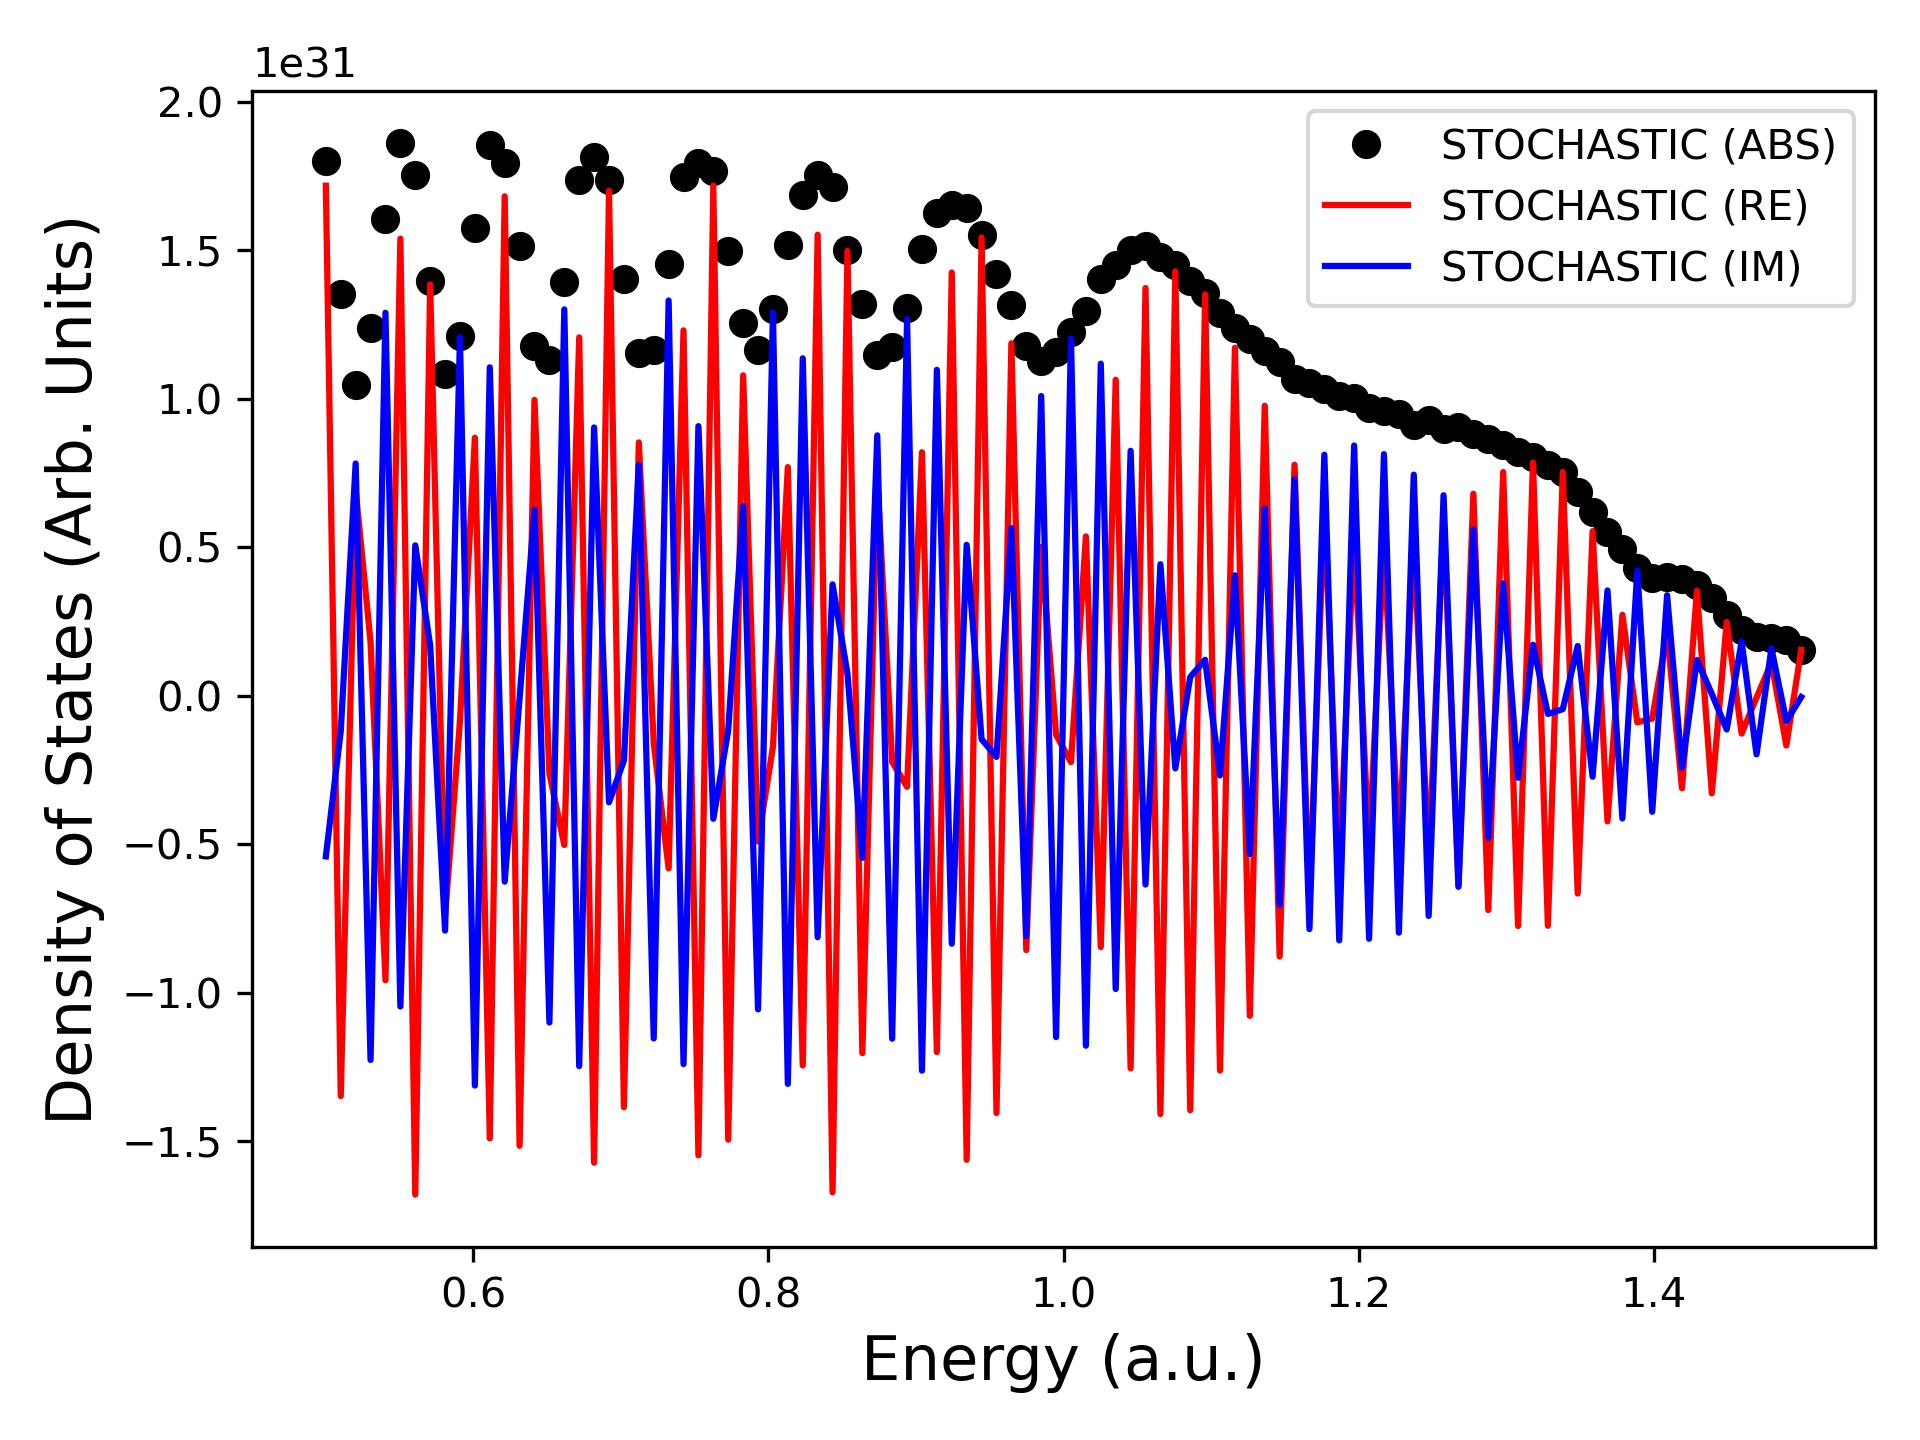 1e31
2.0
1.5
1.0
0.5
0.0
−0.5
−1.0
−1.5
Density of States (Arb. Units)
STOCHASTIC (ABS)
STOCHASTIC (RE)
STOCHASTIC (IM)
0.6 0.8 1.0 1.2 1.4
Energy (a.u.)